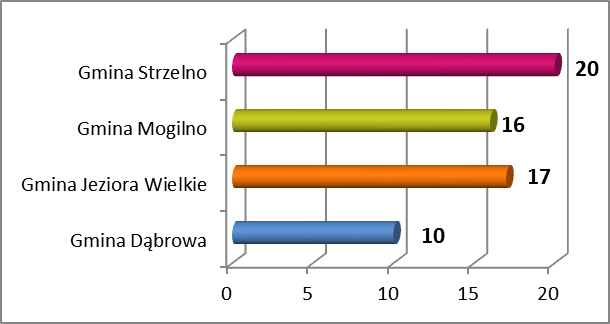 Gmina Strzelno 20
Gmina Mogilno 16
Gmina Jeziora Wielkie 17
Gmina Dąbrowa 10
0 5 10 15 20